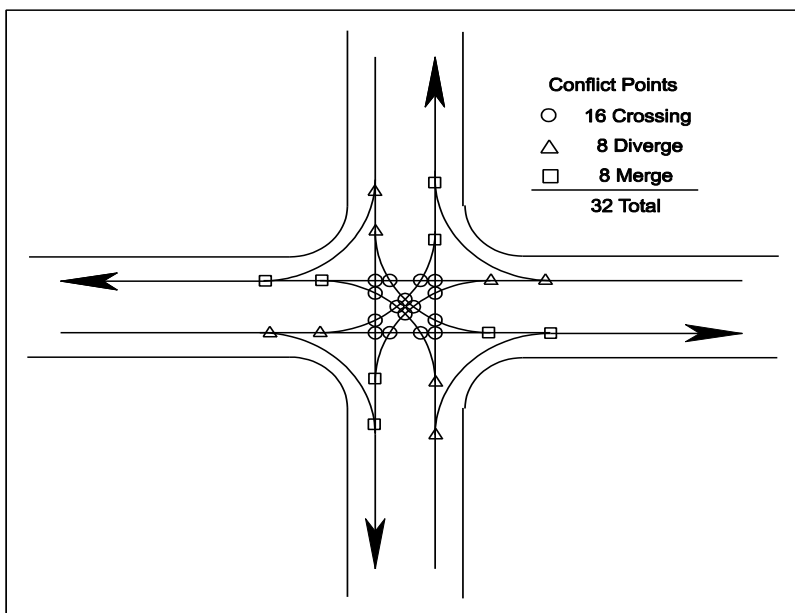 Conflict Points
16 Crossing
8 Diverge
8 Merge
32 Total